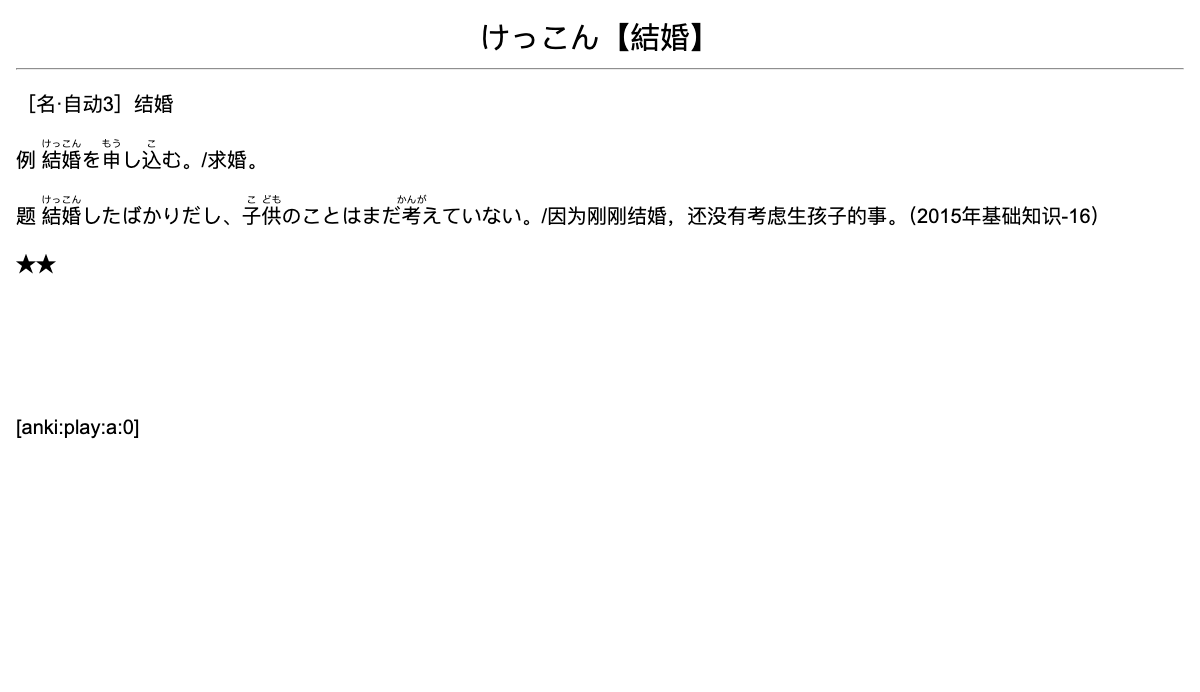 けっこん【結婚】
［名·自动3］结婚
けっこん もう こ
例 結婚を申し込む。/求婚。
けっこん こ ども かんが
题 結婚したばかりだし、子供のことはまだ考えていない。/因为刚刚结婚，还没有考虑生孩子的事。（2015年基础知识-16）
★★
[anki:play:a:0]